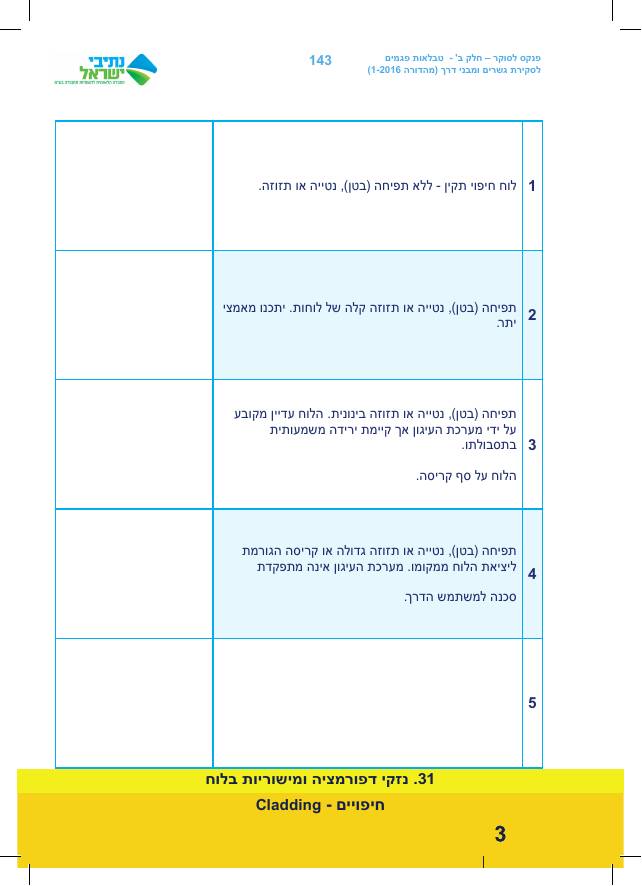 פנקס לסוקר – חלק ב' - טבלאות פגמים
לסקירת גשרים ומבני דרך (מהדורה 1-2016)
143
נתיבי
ישראל
1
לוח חיפוי תקין - ללא תפיחה (בטן), נטייה או תזוזה.
2
תפיחה (בטן), נטייה או תזוזה קלה של לוחות. יתכנו מאמצי
יתר.
3
תפיחה (בטן), נטייה או תזוזה בינונית. הלוח עדיין מקובע
על ידי מערכת העיגון אך קיימת ירידה משמעותית
בתסבולתו.
הלוח על סף קריסה.
4
תפיחה (בטן), נטייה או תזוזה גדולה או קריסה הגורמת
ליציאת הלוח ממקומו. מערכת העיגון אינה מתפקדת
סכנה למשתמש הדרך.
5
31. נזקי דפורמציה ומישוריות בלוח
חיפויים - Cladding
3